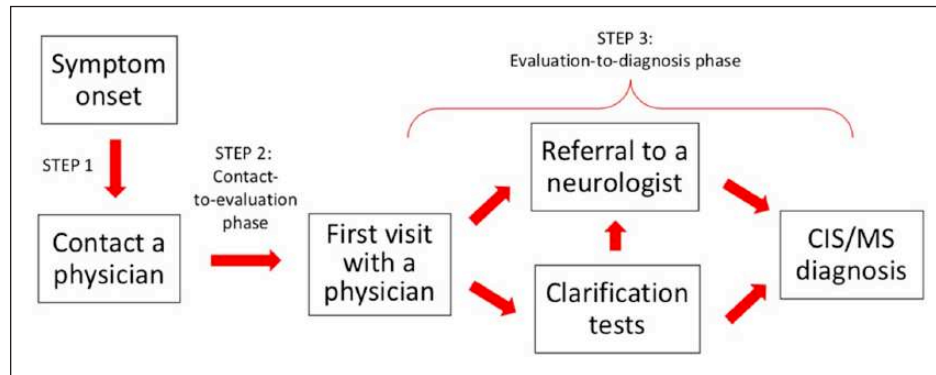 Symptom
onset
STEP 1
Contact a
physician
STEP 2:
Contact-
to-evaluation
phase
First visit
with a
physician
STEP 3:
Evaluation-to-diagnosis phase
Referral to a
neurologist
Clarification
tests
CIS/MS
diagnosis